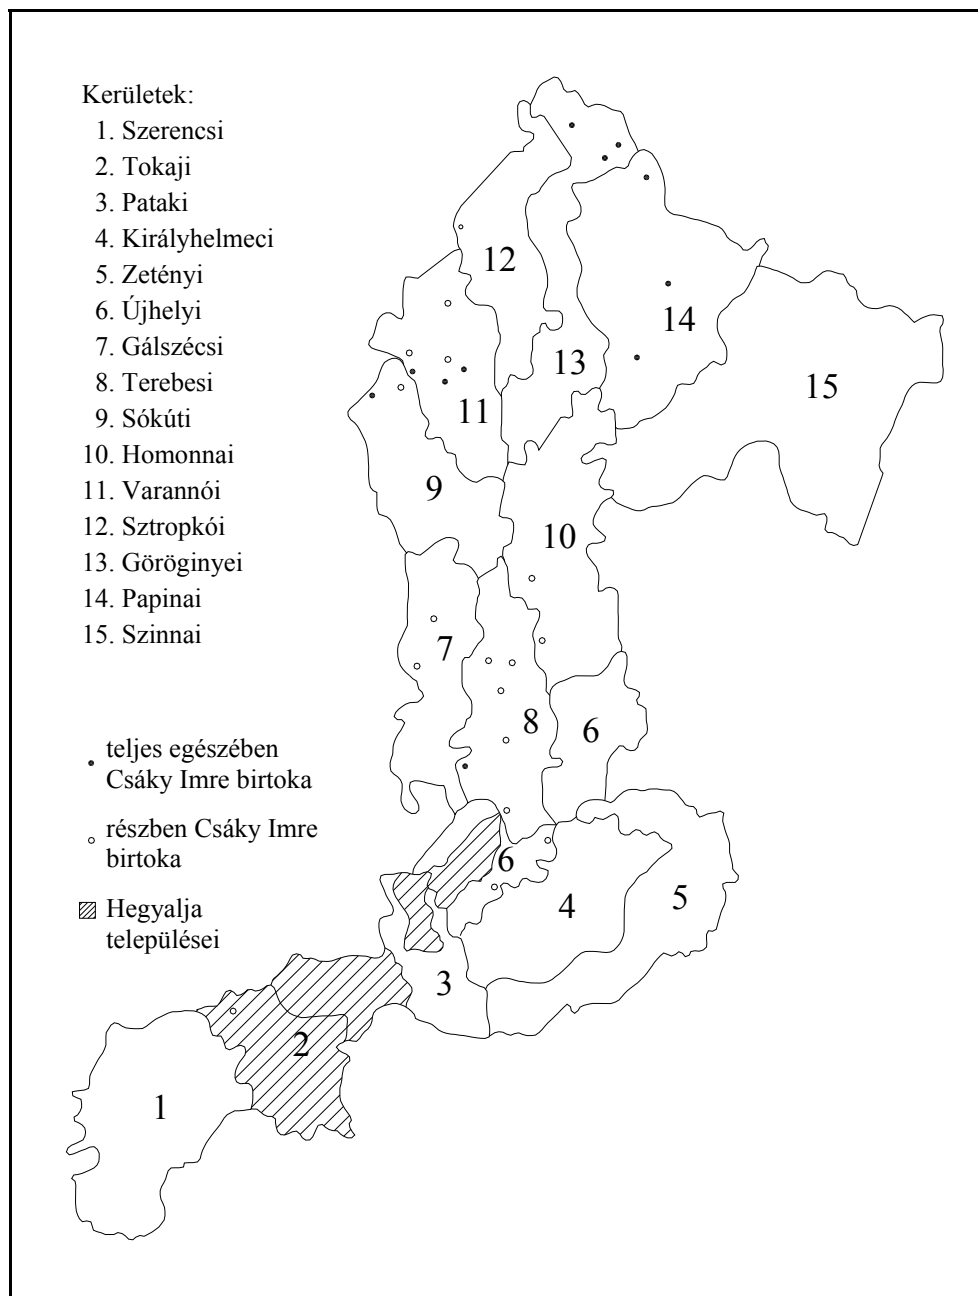 Kerületek:
1. Szerencsi
2. Tokaji
3. Pataki
4. Királyhelmeci
5. Zetényi
6. Újhelyi
7. Gálszécsi
8. Terebesi
9. Sókúti
10. Homonnai
11. Varannói
12. Sztropkói
13. Göröginyei
14. Papinai
15. Szinnai
teljes egészében
Csáky Imre birtoka
részben Csáky Imre
birtoka
Hegyalja
települései
12
14
13
15
11
9
10
7
8
6
6
4
5
3
2
1